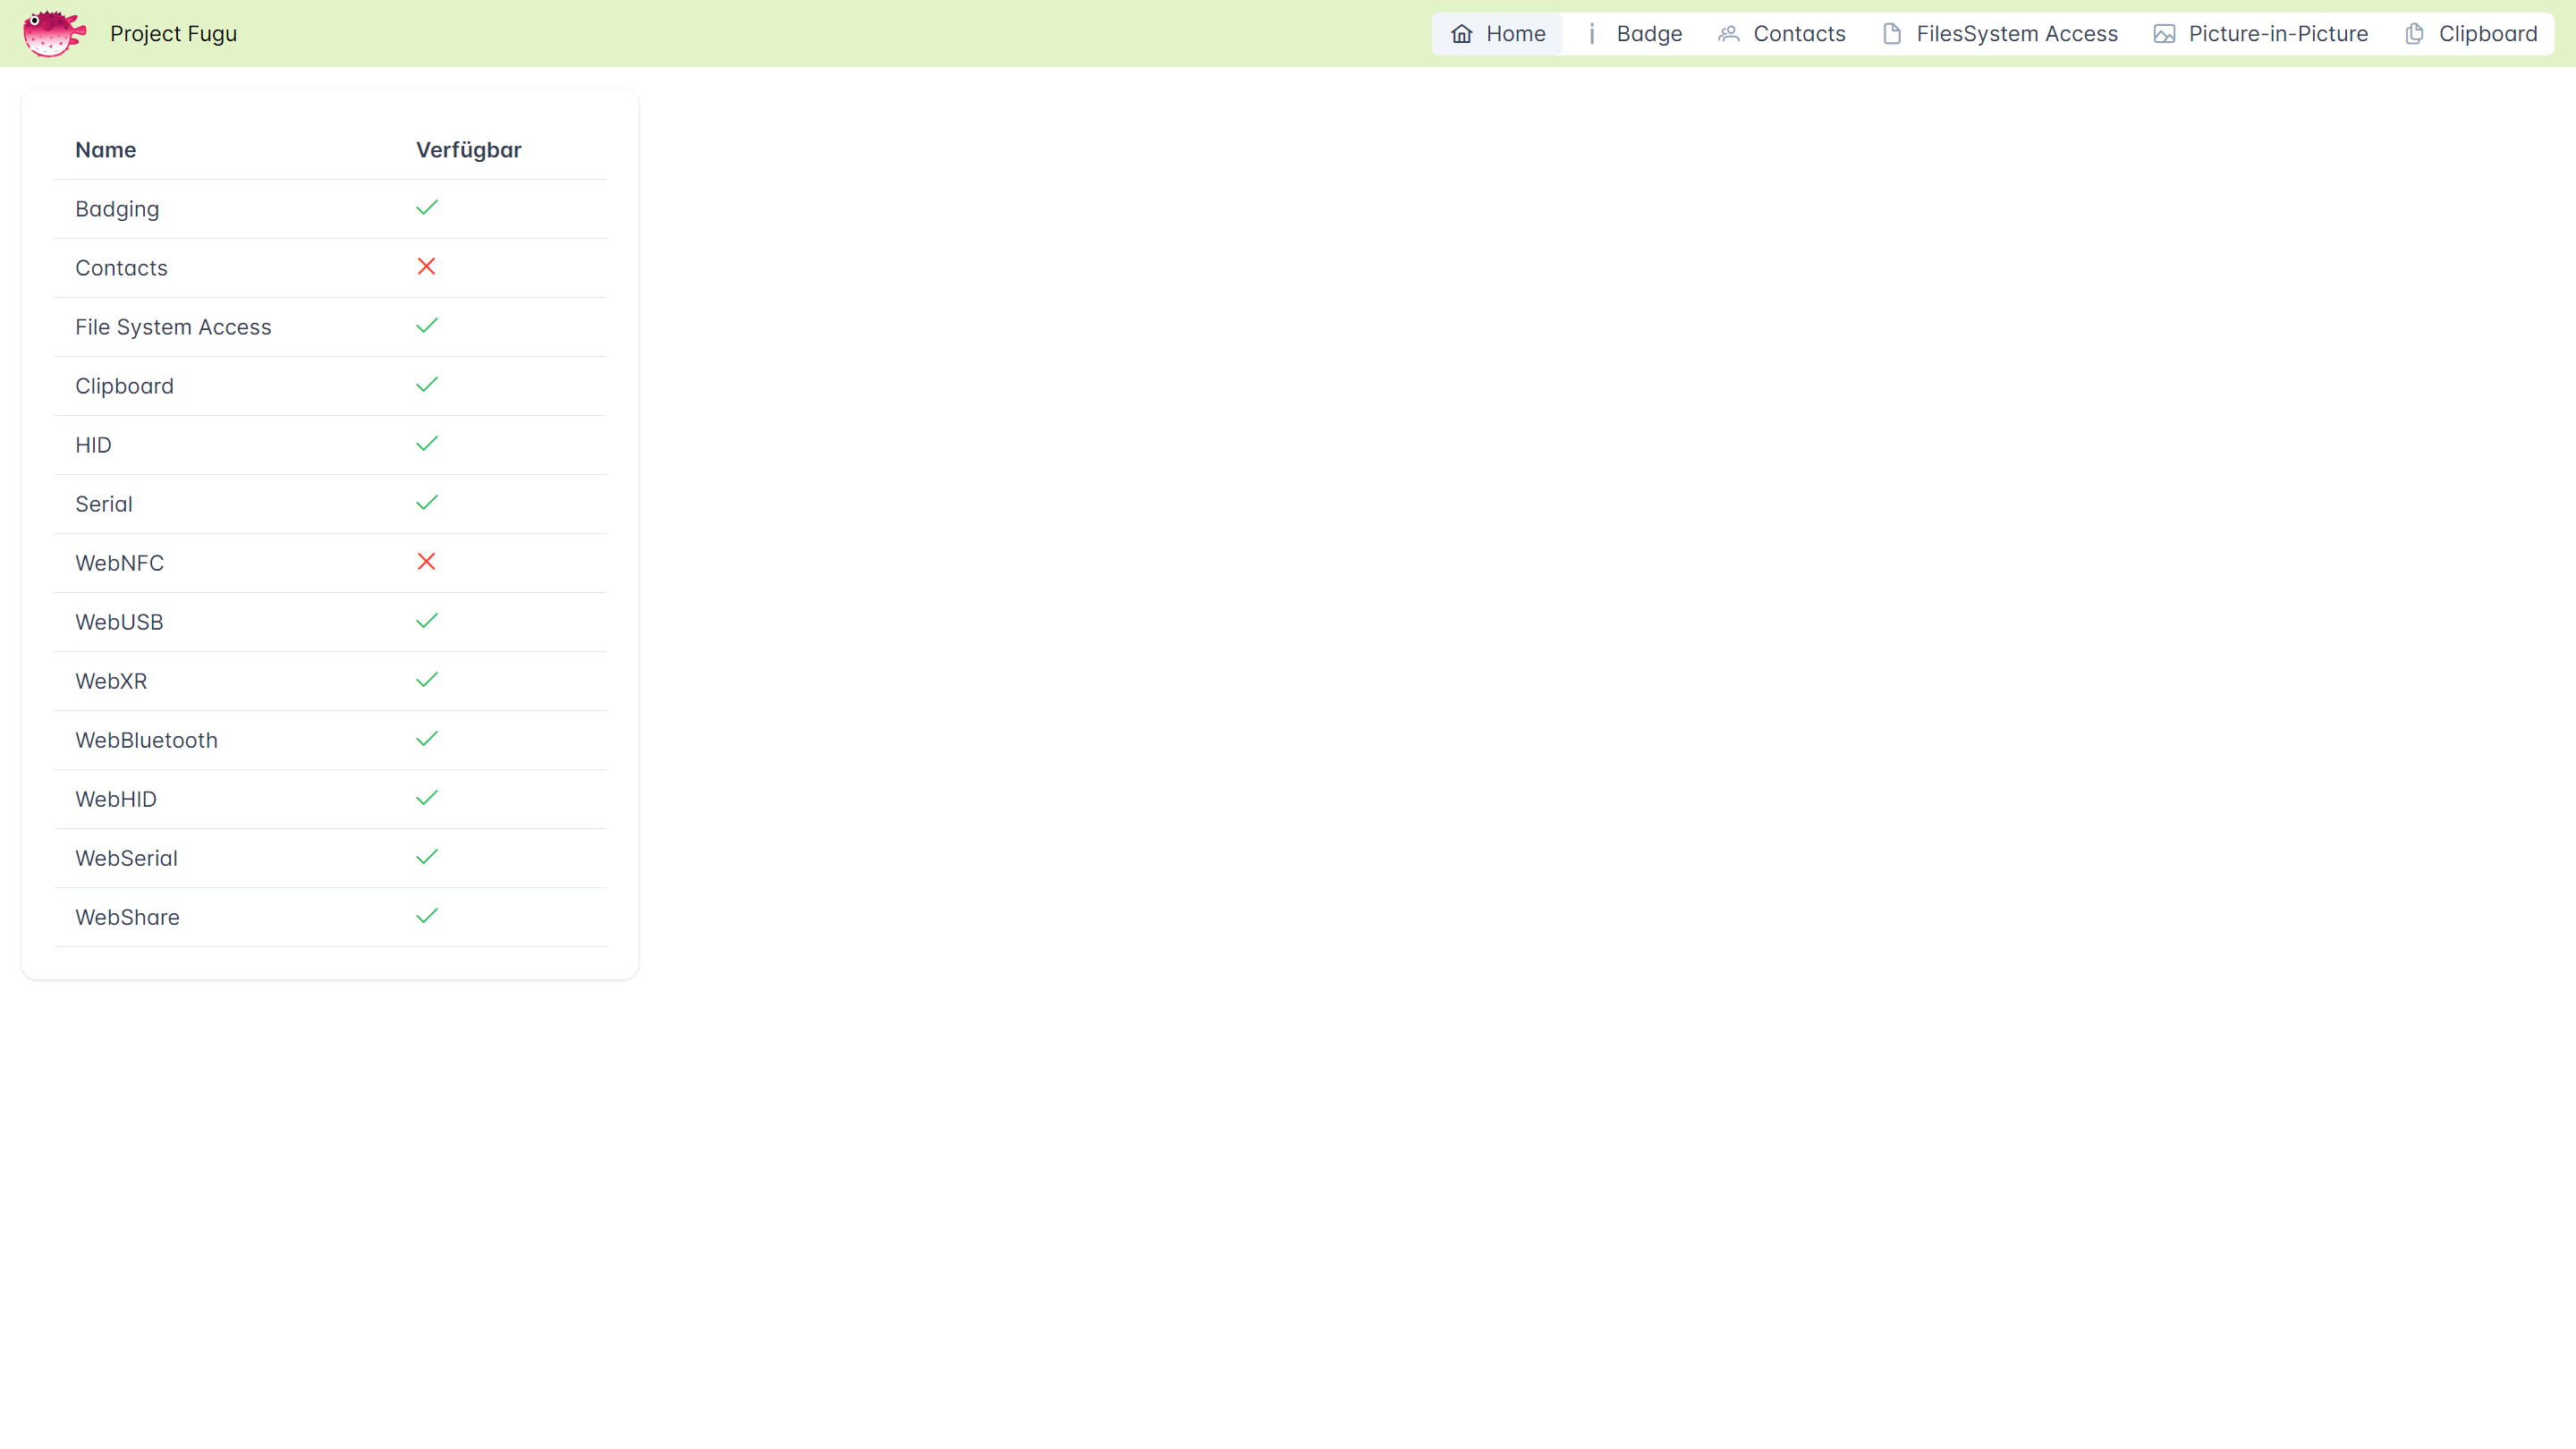 Project Fugu
Home Badge Contacts FilesSystem Access Picture-in-Picture Clipboard
Name Verfügbar
Badging
Contacts
File System Access
Clipboard
HID
Serial
WebNFC
WebUSB
WebXR
WebBluetooth
WebHID
WebSerial
WebShare